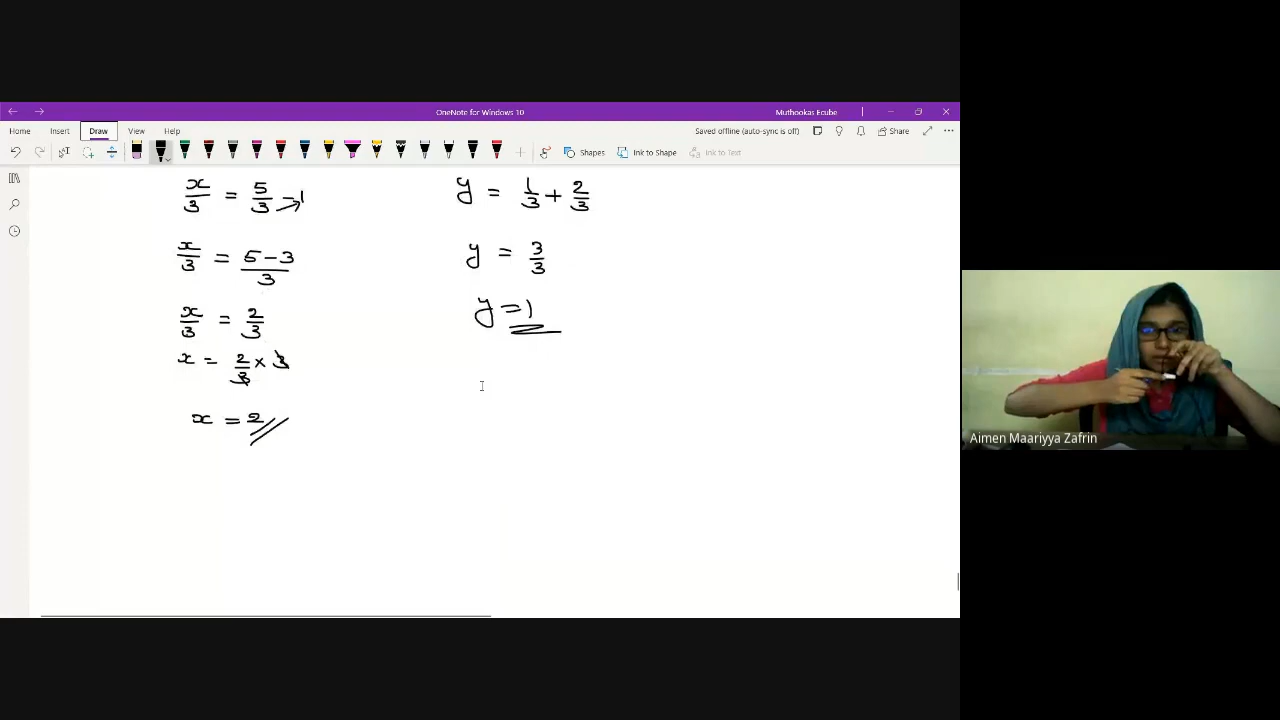 OneNote for Windows 10
Muthookas Ecube
Home Insert Draw View Help
Saved offline (auto-sync is off)
Share
Shapes
Ink to Shape
Ink to Text
x/3 = 5/3 → 1
x/3 = 5-3/3
x/3 = 2/3
x = 2/3 × 3
x = 2
y = 1/3 + 2/3
y = 3/3
y = 1
Aimen Maariyya Zafrin